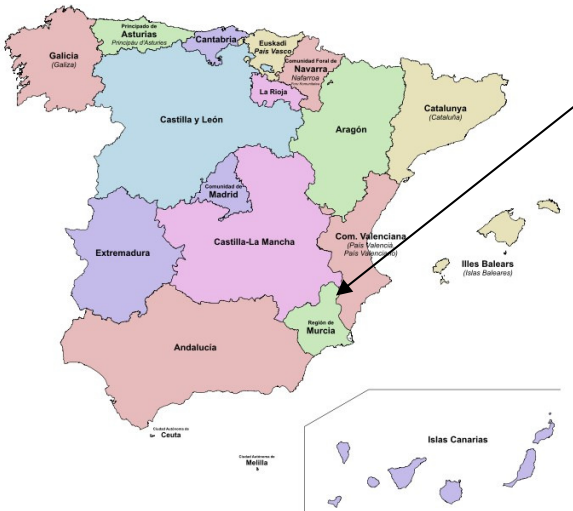 Principado de
Asturias
Principáu d'Asturies
Cantabria
Euskadi
País Vasco
Galicia
(Galiza)
Comunidad Foral de
Navarra
Nafarroa
La Rioja
Catalunya
(Cataluña)
Castilla y León
Aragón
Comunidad de
Madrid
Com. Valenciana
(País Valencià
País Valenciano)
Castilla-La Mancha
Extremadura
Illes Balears
(Islas Baleares)
Región de
Murcia
Andalucía
Ciudad Autónoma de
Ceuta
Ciudad Autónoma de
Melilla
Islas Canarias